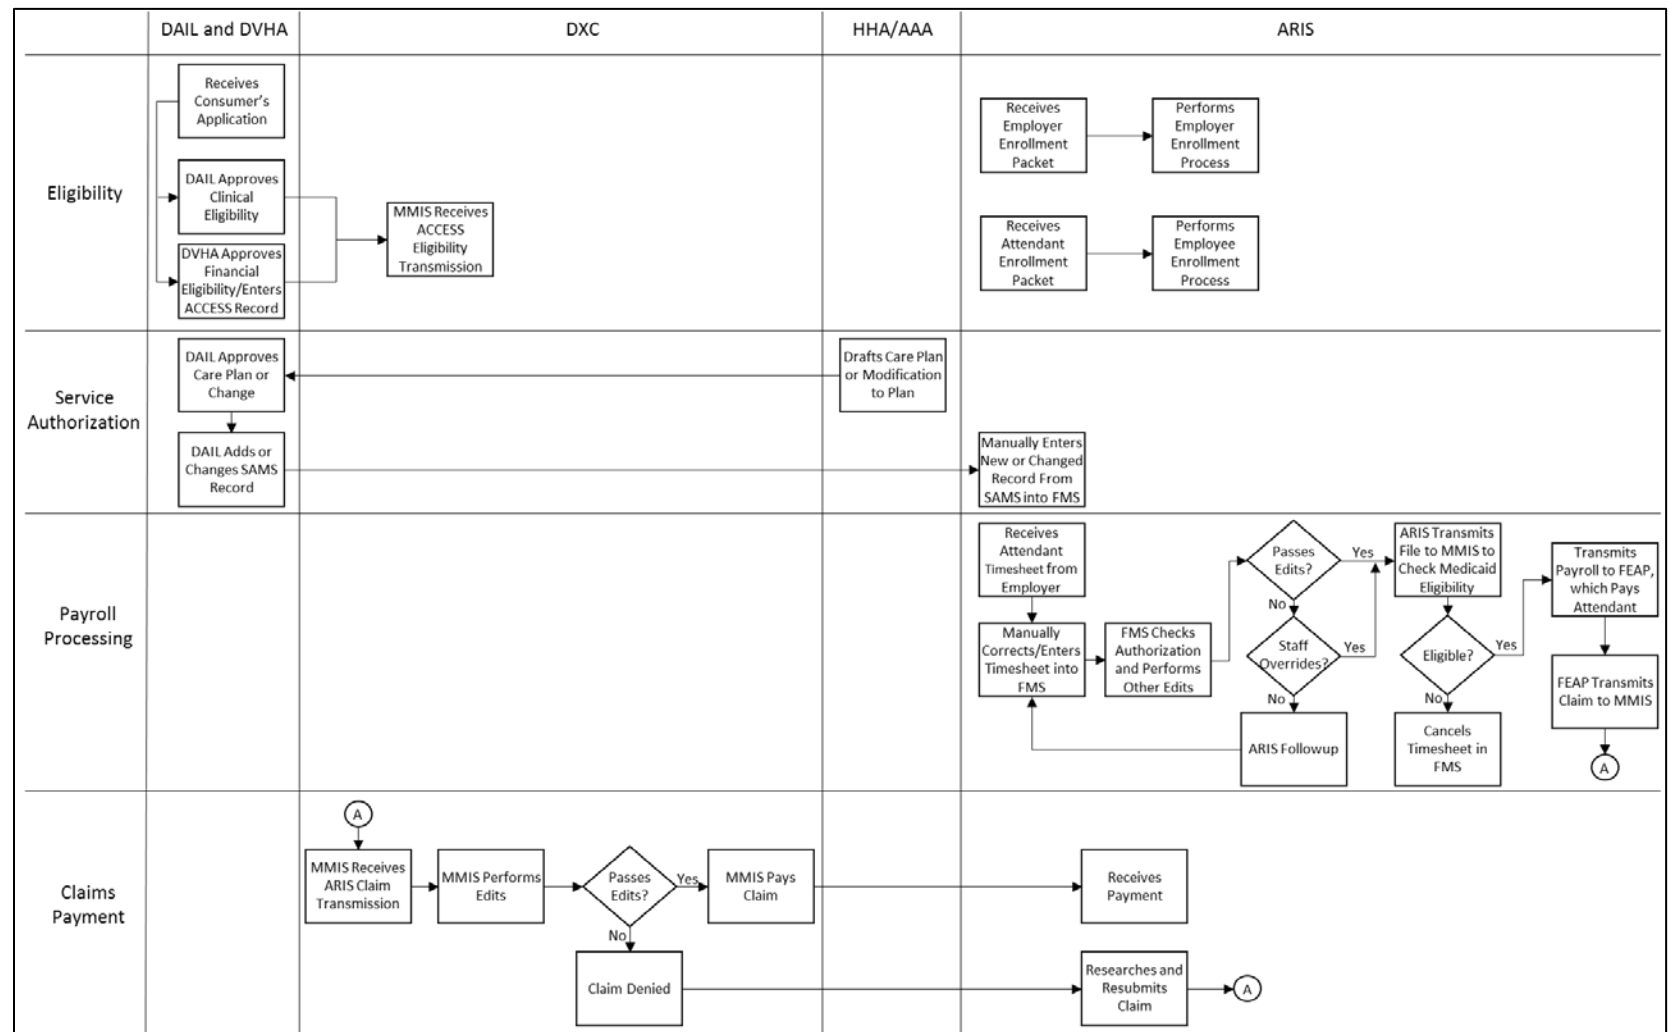 DAIL and DVHA
DXC
HHA/AAA
ARIS
Eligibility
Receives
Consumer's
Application
DAIL Approves
Clinical
Eligibility
DVHA Approves
Financial
Eligibility/Enters
ACCESS Record
MMIS Receives
ACCESS
Eligibility
Transmission
Receives
Employer
Enrollment
Packet
Performs
Employer
Enrollment
Process
Receives
Attendant
Enrollment
Packet
Performs
Employee
Enrollment
Process
Service
Authorization
DAIL Approves
Care Plan or
Change
Drafts Care Plan
or Modification
to Plan
DAIL Adds or
Changes SAMS
Record
Manually Enters
New or Changed
Record From
SAMS into FMS
Payroll
Processing
Receives
Attendant
Timesheet from
Employer
Manually
Corrects/Enters
Timesheet into
FMS
FMS Checks
Authorization
and Performs
Other Edits
Passes
Edits?
Yes
No
Staff
Overrides?
Yes
No
ARIS Followup
ARIS Transmits
File to MMIS to
Check Medicaid
Eligibility
Eligible?
Yes
No
Cancels
Timesheet in
FMS
Transmits
Payroll to FEAP,
which Pays
Attendant
FEAP Transmits
Claim to MMIS
A
Claims
Payment
A
MMIS Receives
ARIS Claim
Transmission
MMIS Performs
Edits
Passes
Edits?
Yes
No
MMIS Pays
Claim
Receives
Payment
Claim Denied
Researches and
Resubmits
Claim
A